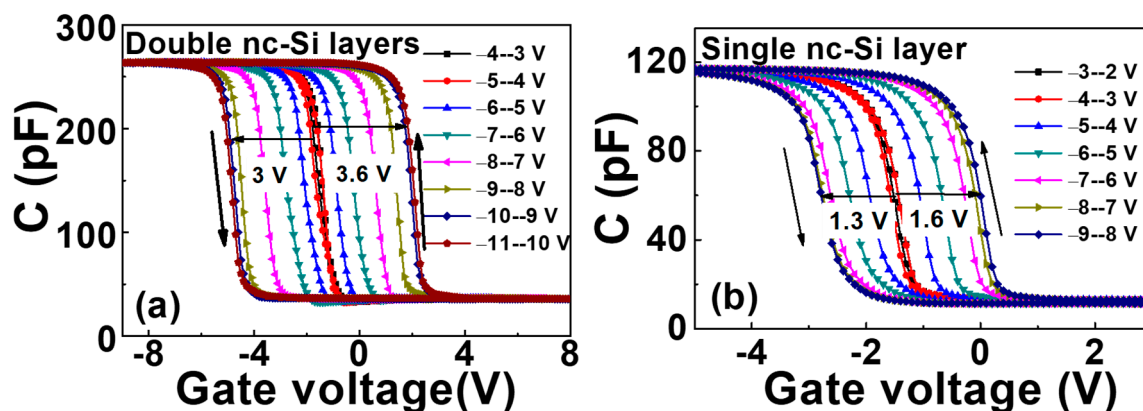 Double nc-Si layers
300
200
100
0
C (pF)
−4--3 V
−5--4 V
−6--5 V
−7--6 V
−8--7 V
−9--8 V
−10--9 V
−11--10 V
3 V
3.6 V
(a)
-8 -4 0 4 8
Gate voltage(V)
Single nc-Si layer
120
80
40
0
C (pF)
−3--2 V
−4--3 V
−5--4 V
−6--5 V
−7--6 V
−8--7 V
−9--8 V
1.3 V
1.6 V
(b)
-4 -2 0 2
Gate voltage (V)